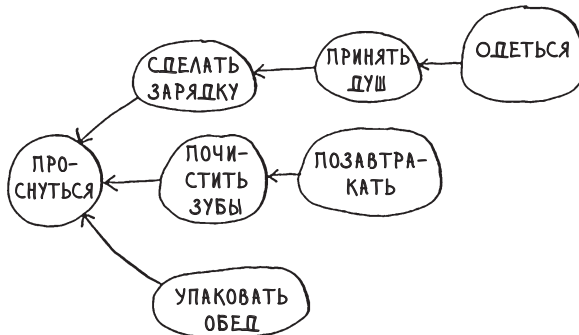 СДЕЛАТЬ
ЗАРЯДКУ
ПРИНЯТЬ
ДУШ
ОДЕТЬСЯ
ПРО-
СНУТЬСЯ
ПОЧИ-
СТИТЬ
ЗУБЫ
ПОЗАВТРА-
КАТЬ
УПАКОВАТЬ
ОБЕД